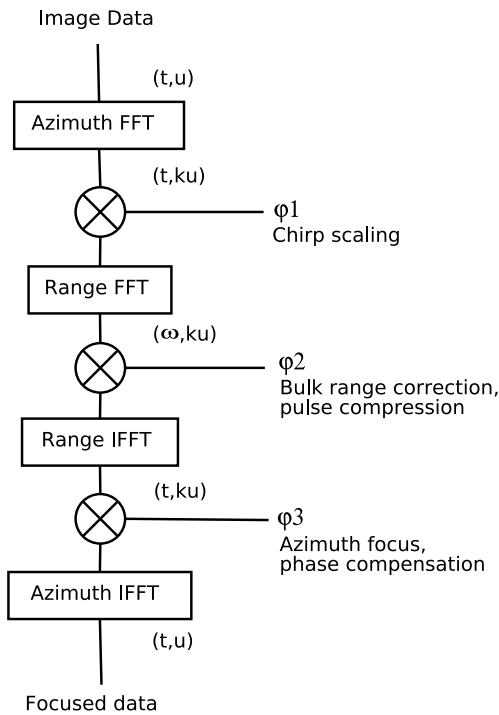 Image Data
(t,u)
Azimuth FFT
(t,ku)
φ1
Chirp scaling
Range FFT
(ω,ku)
φ2
Bulk range correction,
pulse compression
Range IFFT
(t,ku)
φ3
Azimuth focus,
phase compensation
Azimuth IFFT
(t,u)
Focused data